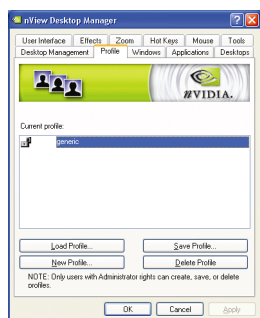 nView Desktop Manager
User Interface Effects Zoom Hot Keys Mouse Tools
Desktop Management Profile Windows Applications Desktops
nVIDIA.
Current profile:
generic
Load Profile... Save Profile...
New Profile... Delete Profile
NOTE: Only users with Administrator rights can create, save, or delete
profiles.
OK Cancel Apply